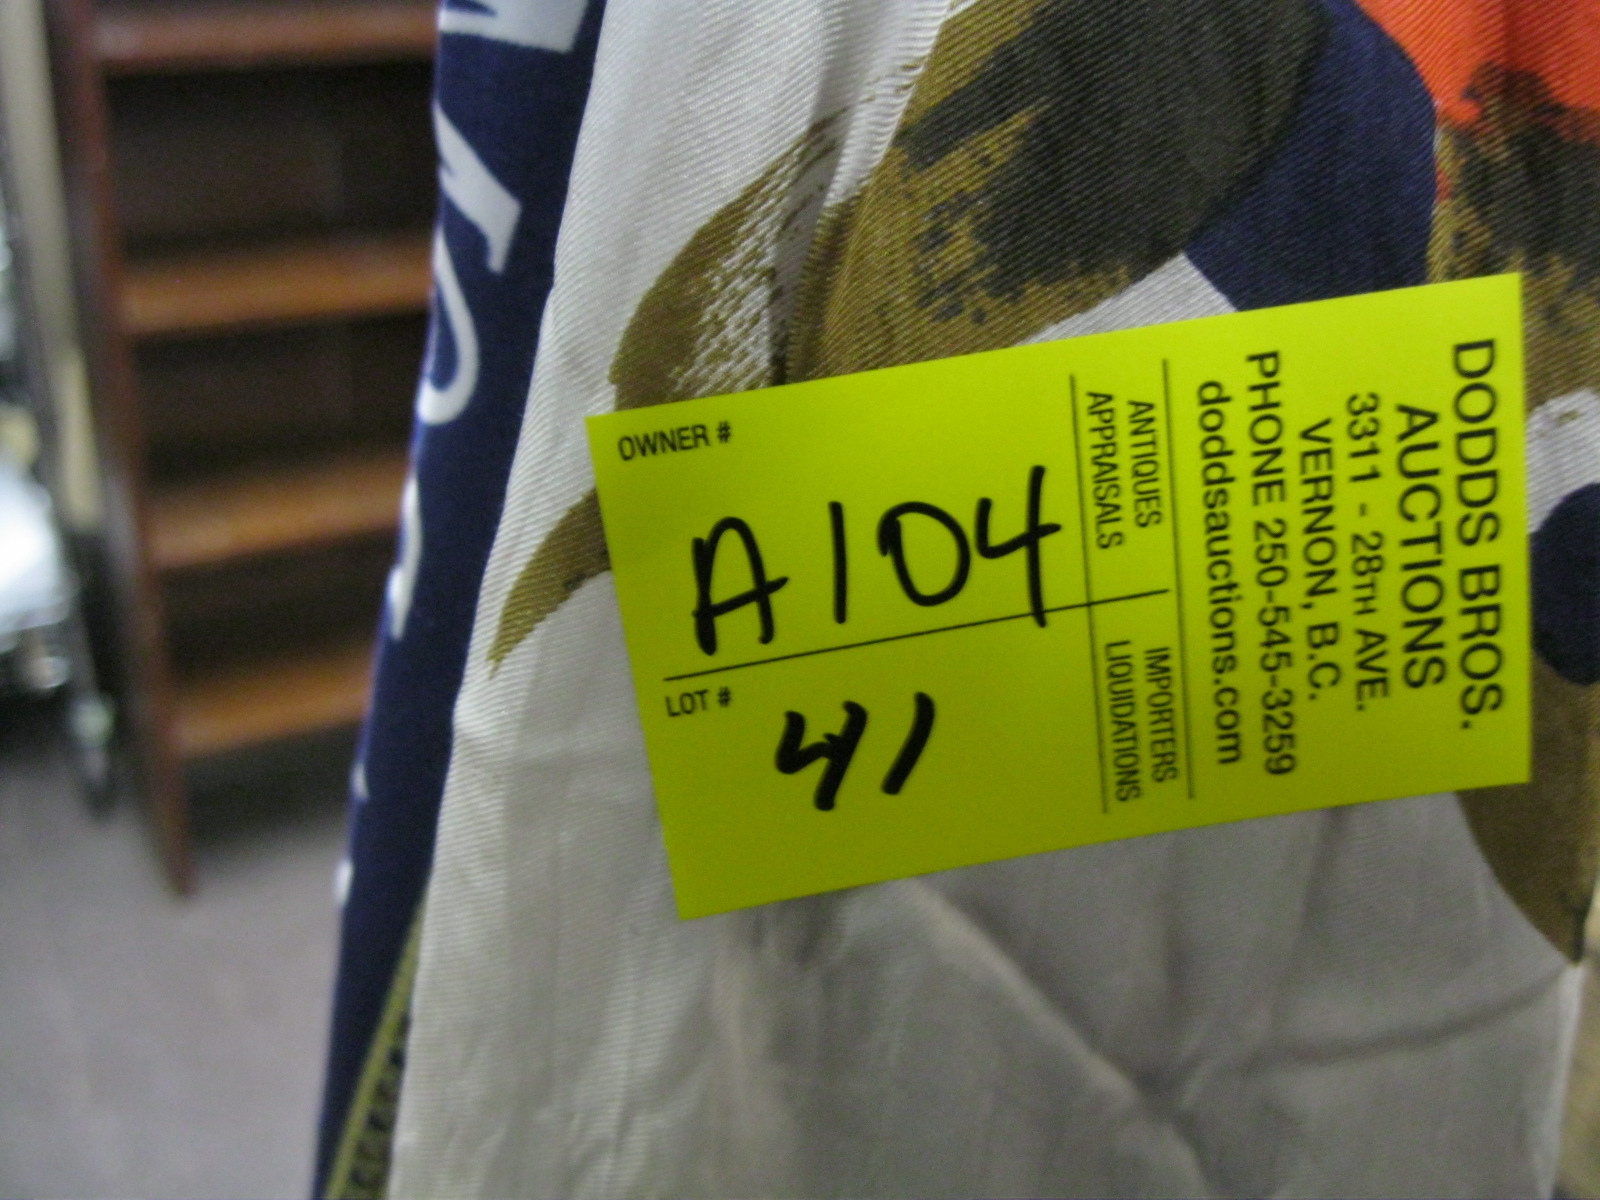 DODDS BROS.
AUCTIONS
3311 - 28TH AVE.
VERNON, B.C.
PHONE 250-545-3259
doddsauctions.com
ANTIQUES
APPRAISALS
IMPORTERS
LIQUIDATIONS
OWNER #
A104
LOT #
41